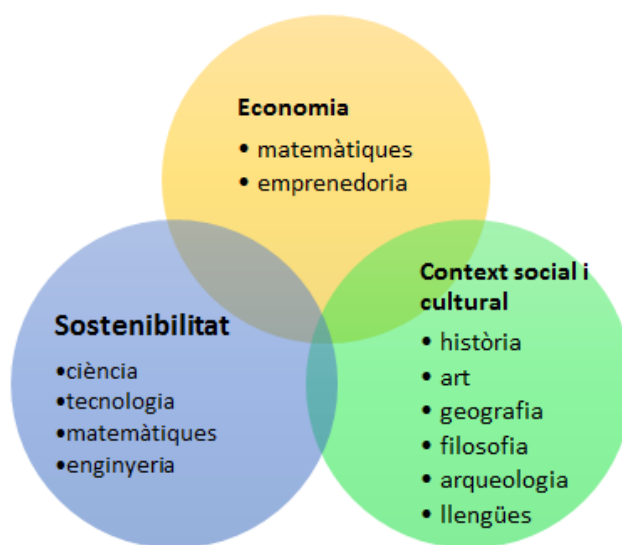 Economia
• matemàtiques
• emprenedoria
Sostenibilitat
•ciència
•tecnologia
•matemàtiques
•enginyeria
Context social i
cultural
• història
• art
• geografia
• filosofia
• arqueologia
• llengües